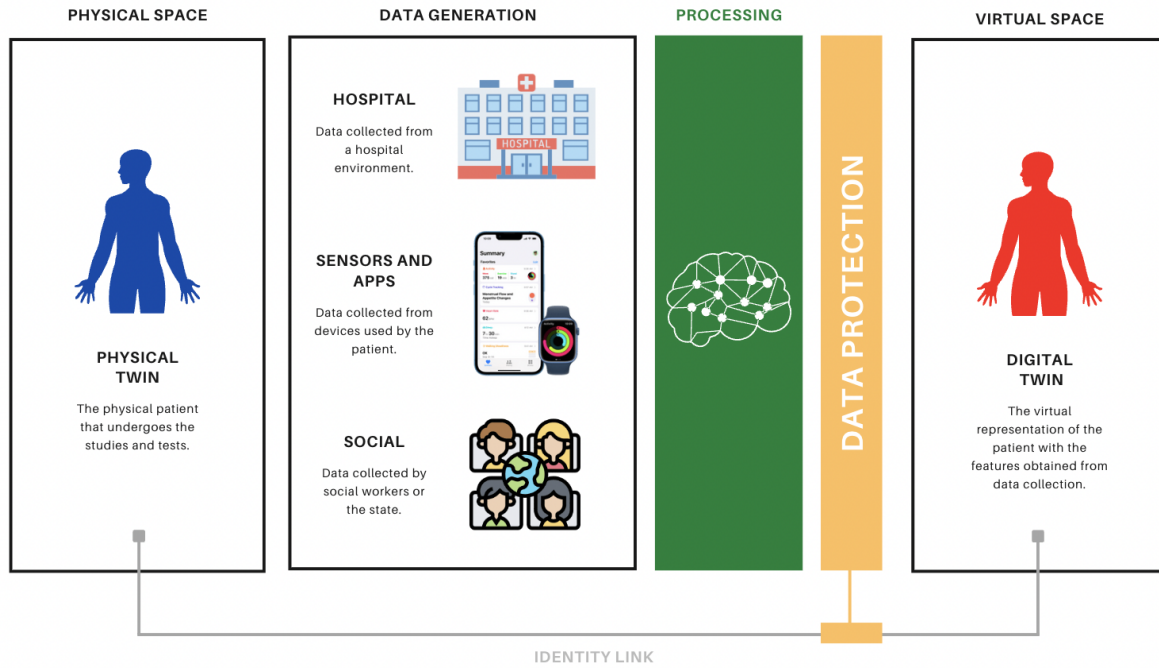 PHYSICAL SPACE
DATA GENERATION
PROCESSING
VIRTUAL SPACE
HOSPITAL
Data collected from
a hospital
environment.
HOSPITAL
SENSORS AND
APPS
Data collected from
devices used by the
patient.
Summary
SOCIAL
Data collected by
social workers or
the state.
PHYSICAL
TWIN
The physical patient
that undergoes the
studies and tests.
DATA PROTECTION
DIGITAL
TWIN
The virtual
representation of the
patient with the
features obtained from
data collection.
IDENTITY LINK